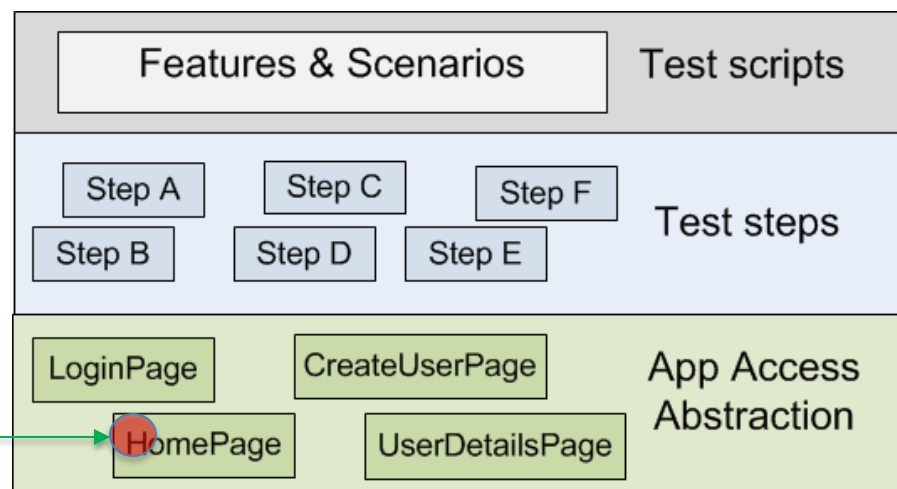 Features & Scenarios
Test scripts
Step A
Step C
Step F
Test steps
Step B
Step D
Step E
LoginPage
CreateUserPage
App Access
Abstraction
HomePage
UserDetailsPage